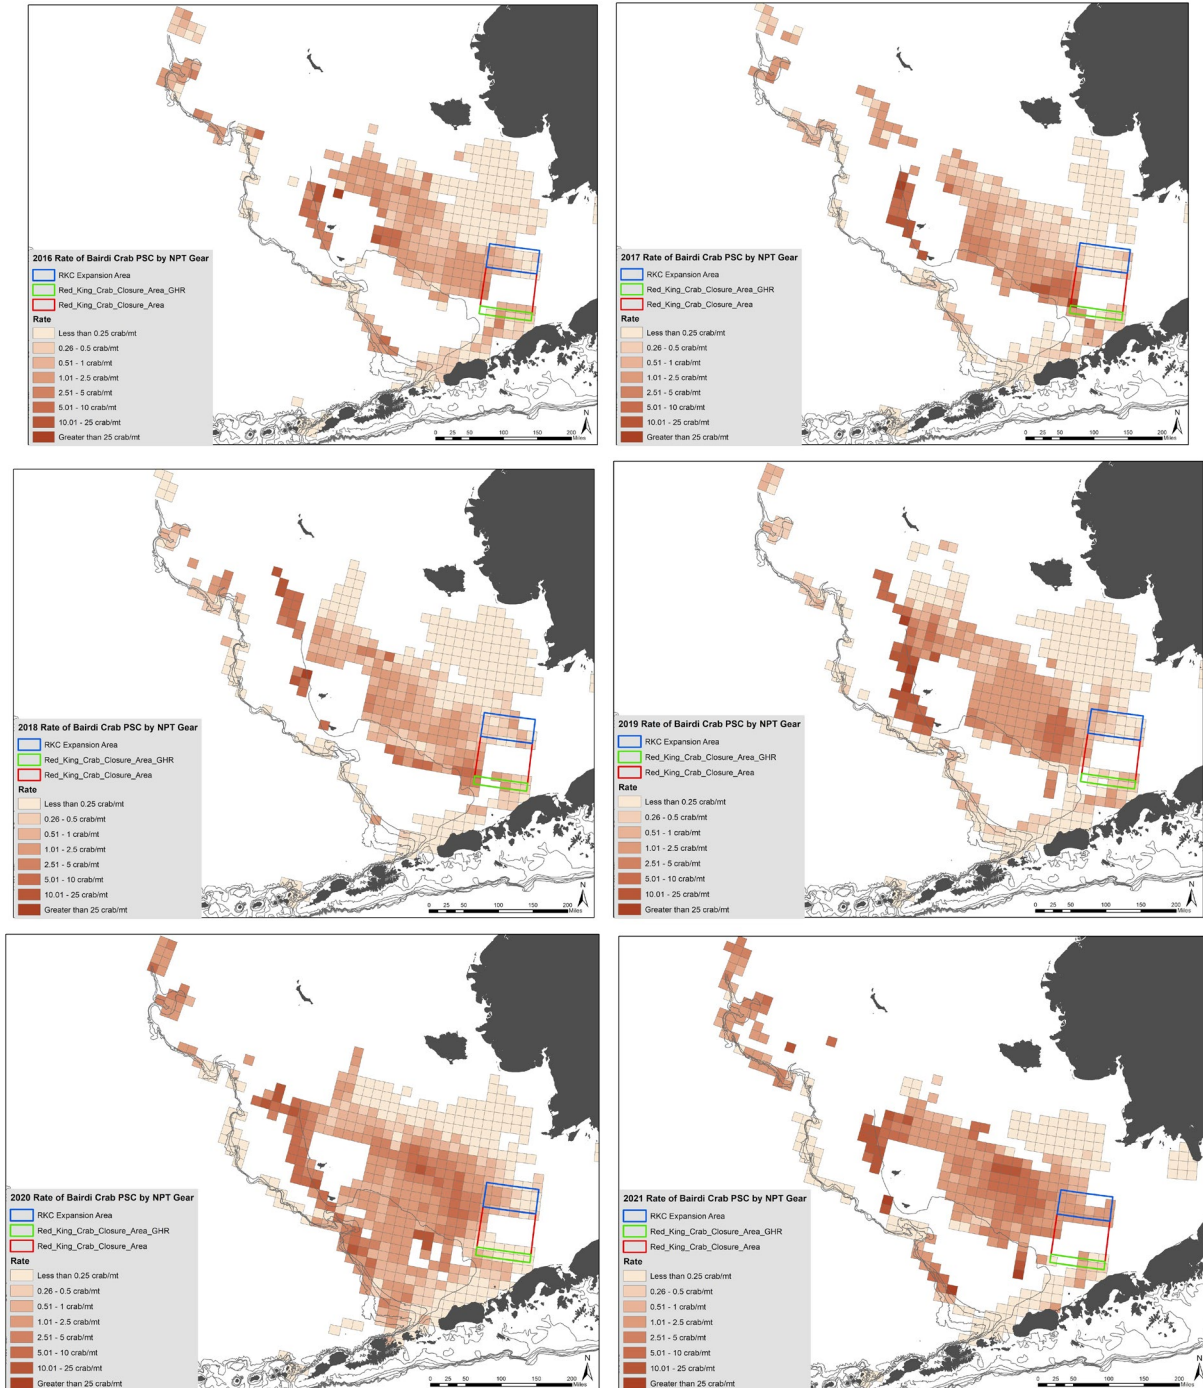 2016 Rate of Bairdi Crab PSC by NPT Gear
RKC Expansion Area
Red_King_Crab_Closure_Area_GHR
Red_King_Crab_Closure_Area
Rate
Less than 0.25 crab/mt
0.26 - 0.5 crab/mt
0.51 - 1 crab/mt
1.01 - 2.5 crab/mt
2.51 - 5 crab/mt
5.01 - 10 crab/mt
10.01 - 25 crab/mt
Greater than 25 crab/mt
N
0 25 50 100 150 200
Miles
2017 Rate of Bairdi Crab PSC by NPT Gear
RKC Expansion Area
Red_King_Crab_Closure_Area_GHR
Red_King_Crab_Closure_Area
Rate
Less than 0.25 crab/mt
0.26 - 0.5 crab/mt
0.51 - 1 crab/mt
1.01 - 2.5 crab/mt
2.51 - 5 crab/mt
5.01 - 10 crab/mt
10.01 - 25 crab/mt
Greater than 25 crab/mt
N
0 25 50 100 150 200
Miles
2018 Rate of Bairdi Crab PSC by NPT Gear
RKC Expansion Area
Red_King_Crab_Closure_Area_GHR
Red_King_Crab_Closure_Area
Rate
Less than 0.25 crab/mt
0.26 - 0.5 crab/mt
0.51 - 1 crab/mt
1.01 - 2.5 crab/mt
2.51 - 5 crab/mt
5.01 - 10 crab/mt
10.01 - 25 crab/mt
Greater than 25 crab/mt
N
0 25 50 100 150 200
Miles
2019 Rate of Bairdi Crab PSC by NPT Gear
RKC Expansion Area
Red_King_Crab_Closure_Area_GHR
Red_King_Crab_Closure_Area
Rate
Less than 0.25 crab/mt
0.26 - 0.5 crab/mt
0.51 - 1 crab/mt
1.01 - 2.5 crab/mt
2.51 - 5 crab/mt
5.01 - 10 crab/mt
10.01 - 25 crab/mt
Greater than 25 crab/mt
N
0 25 50 100 150 200
Miles
2020 Rate of Bairdi Crab PSC by NPT Gear
RKC Expansion Area
Red_King_Crab_Closure_Area_GHR
Red_King_Crab_Closure_Area
Rate
Less than 0.25 crab/mt
0.26 - 0.5 crab/mt
0.51 - 1 crab/mt
1.01 - 2.5 crab/mt
2.51 - 5 crab/mt
5.01 - 10 crab/mt
10.01 - 25 crab/mt
Greater than 25 crab/mt
N
0 25 50 100 150 200
Miles
2021 Rate of Bairdi Crab PSC by NPT Gear
RKC Expansion Area
Red_King_Crab_Closure_Area_GHR
Red_King_Crab_Closure_Area
Rate
Less than 0.25 crab/mt
0.26 - 0.5 crab/mt
0.51 - 1 crab/mt
1.01 - 2.5 crab/mt
2.51 - 5 crab/mt
5.01 - 10 crab/mt
10.01 - 25 crab/mt
Greater than 25 crab/mt
N
0 25 50 100 150 200
Miles